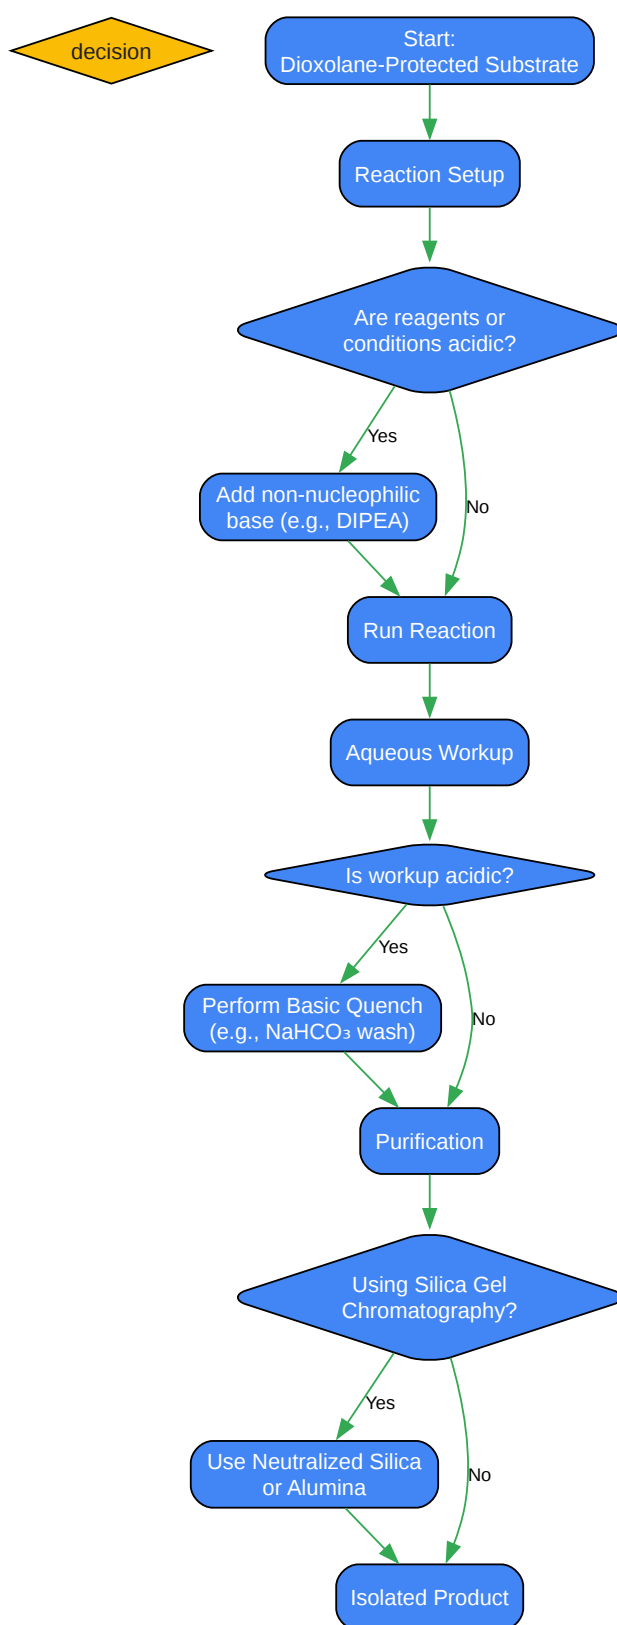 decision
Start:
Dioxolane-Protected Substrate
Reaction Setup
Are reagents or
conditions acidic?
Yes
Add non-nucleophilic
base (e.g., DIPEA)
No
Run Reaction
Aqueous Workup
Is workup acidic?
Yes
Perform Basic Quench
(e.g., NaHCO₃ wash)
No
Purification
Using Silica Gel
Chromatography?
Yes
Use Neutralized Silica
or Alumina
No
Isolated Product